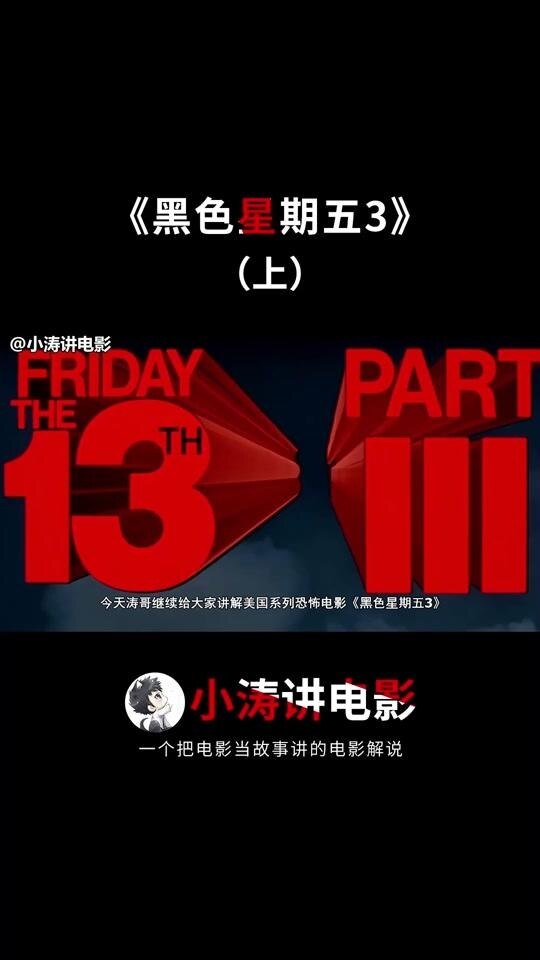 《黑色星期五3》
（上）
@小涛讲电影
FRIDAY
THE
13TH
PART
III
今天涛哥继续给大家讲解美国系列恐怖电影《黑色星期五3》
小涛讲电影
一个把电影当故事讲的电影解说